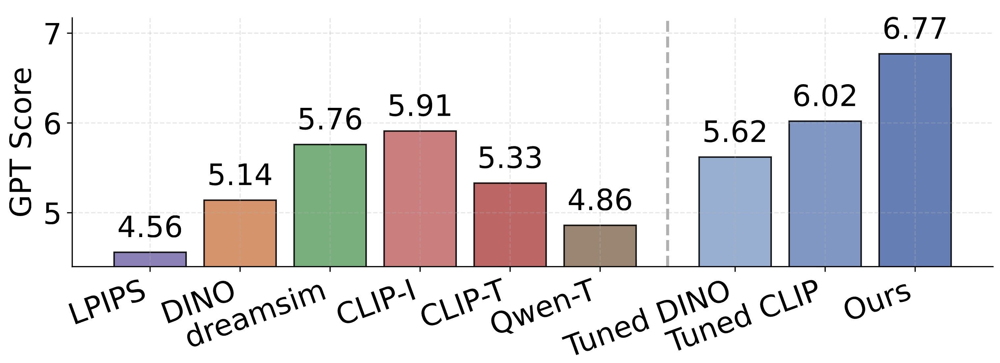 GPT Score
7
6
5
4.56
5.14
5.76
5.91
5.33
4.86
5.62
6.02
6.77
LPIPS
DINO
dreamsim
CLIP-I
CLIP-T
Qwen-T
Tuned DINO
Tuned CLIP
Ours